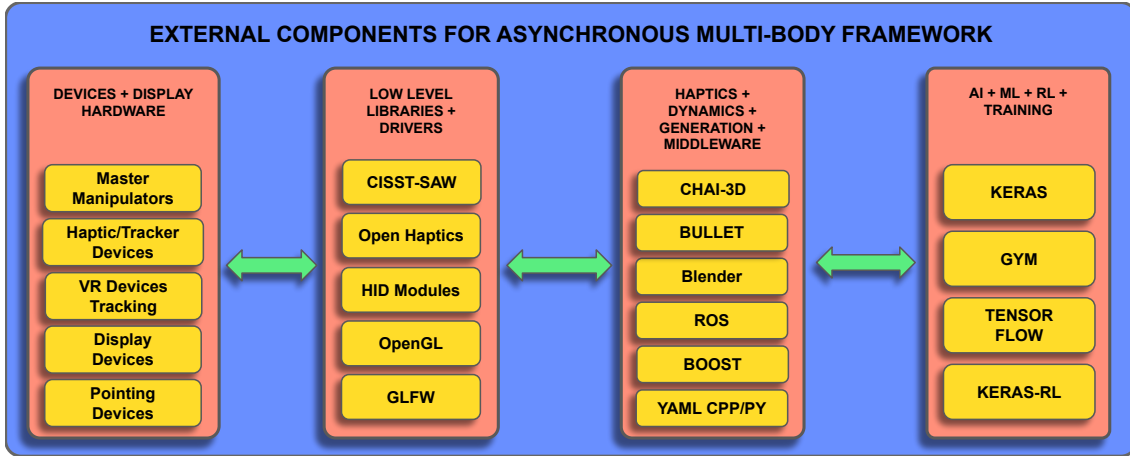 EXTERNAL COMPONENTS FOR ASYNCHRONOUS MULTI-BODY FRAMEWORK
DEVICES + DISPLAY
HARDWARE
Master
Manipulators
Haptic/Tracker
Devices
VR Devices
Tracking
Display
Devices
Pointing
Devices
LOW LEVEL
LIBRARIES +
DRIVERS
CISST-SAW
Open Haptics
HID Modules
OpenGL
GLFW
HAPTICS +
DYNAMICS +
GENERATION +
MIDDLEWARE
CHAI-3D
BULLET
Blender
ROS
BOOST
YAML CPP/PY
AI + ML + RL +
TRAINING
KERAS
GYM
TENSOR
FLOW
KERAS-RL